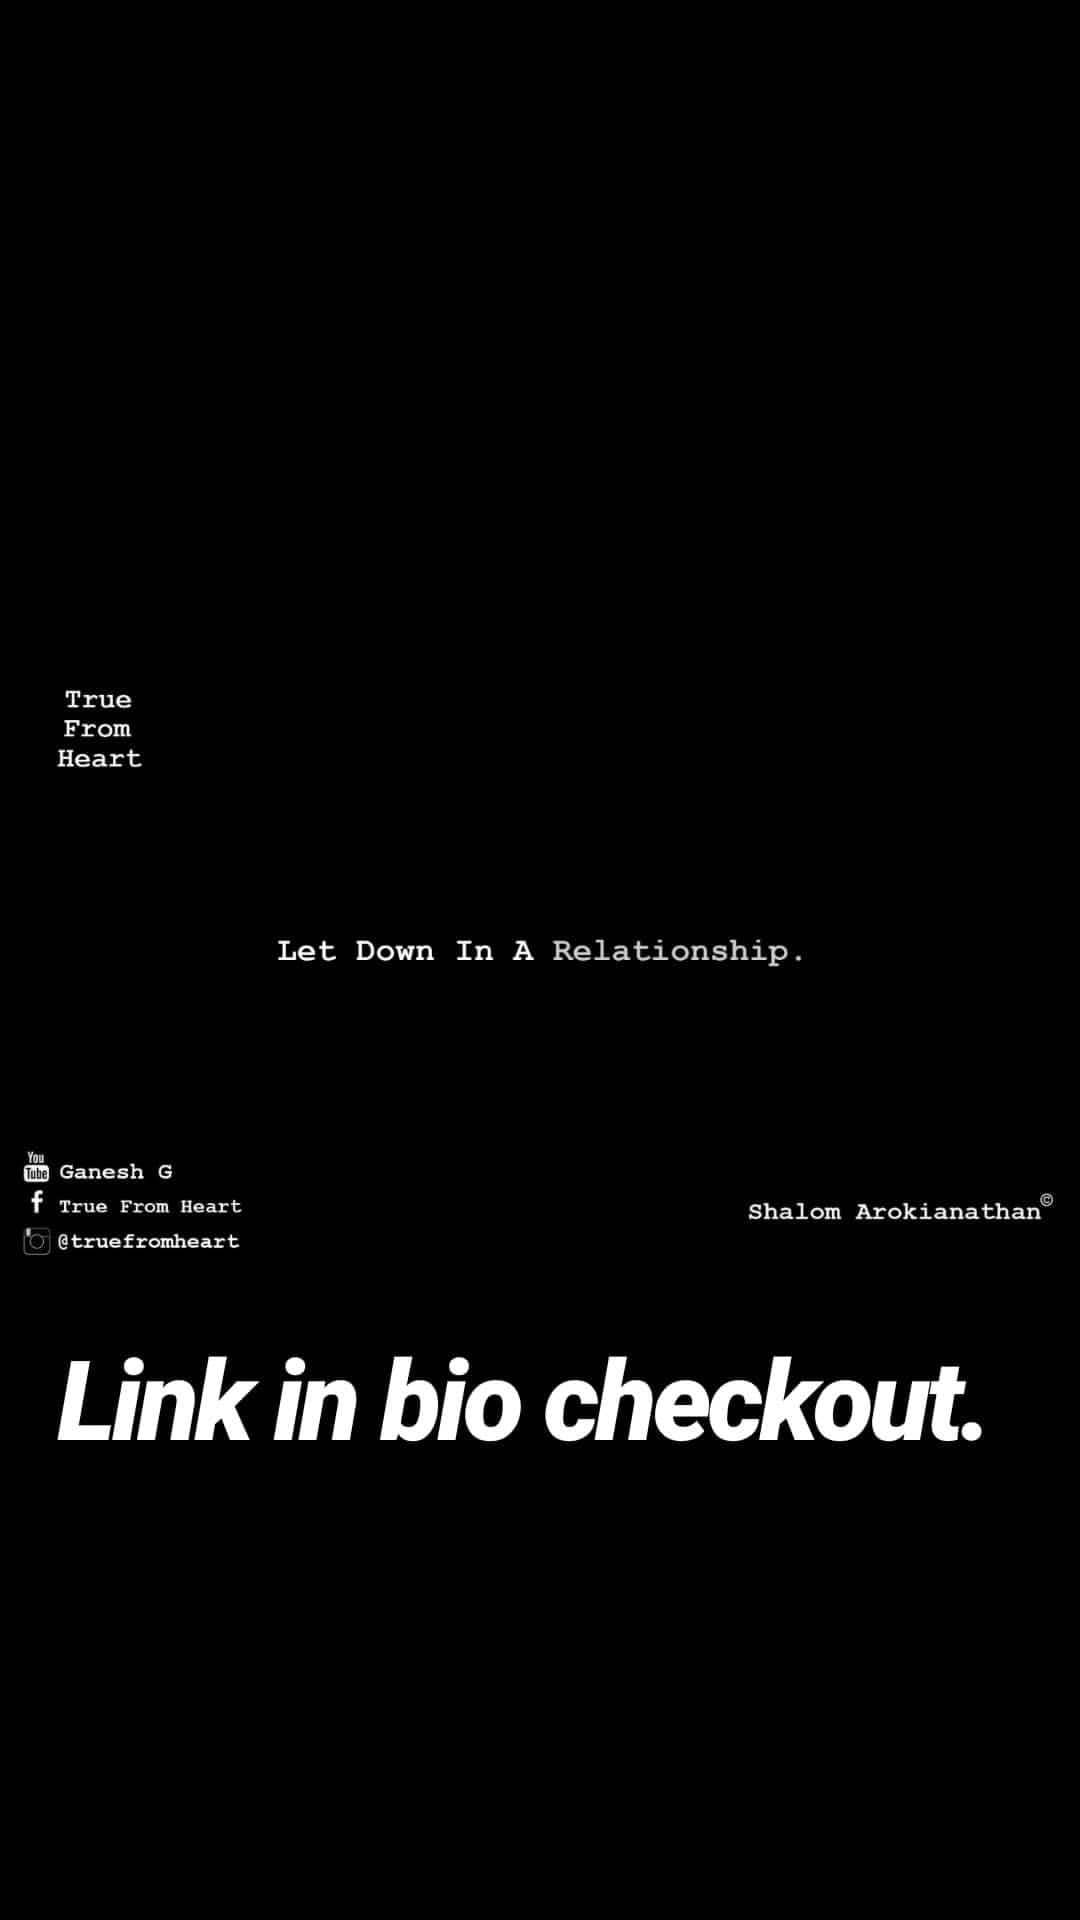 True
From
Heart
Let Down In A Relationship.
You
Tube Ganesh G
f True From Heart
@truefromheart
Shalom Arokianathan©
Link in bio checkout.